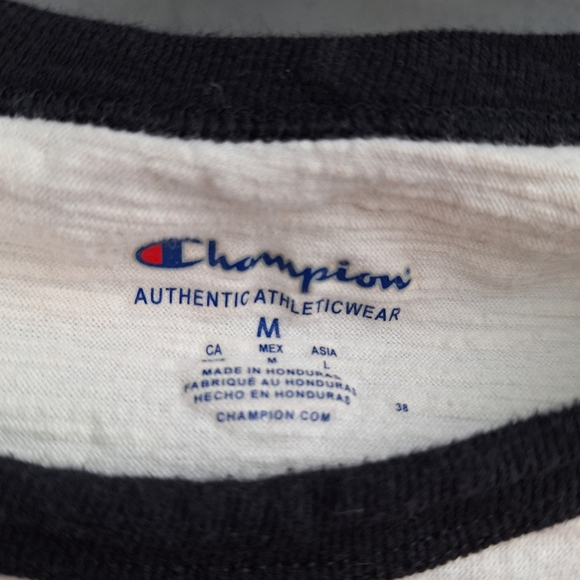 Champion
AUTHENTIC ATHLETICWEAR
M
CA MEX ASIA
M L
MADE IN HONDURAS
FABRIQUÉ AU HONDURAS
HECHO EN HONDURAS
CHAMPION.COM
38